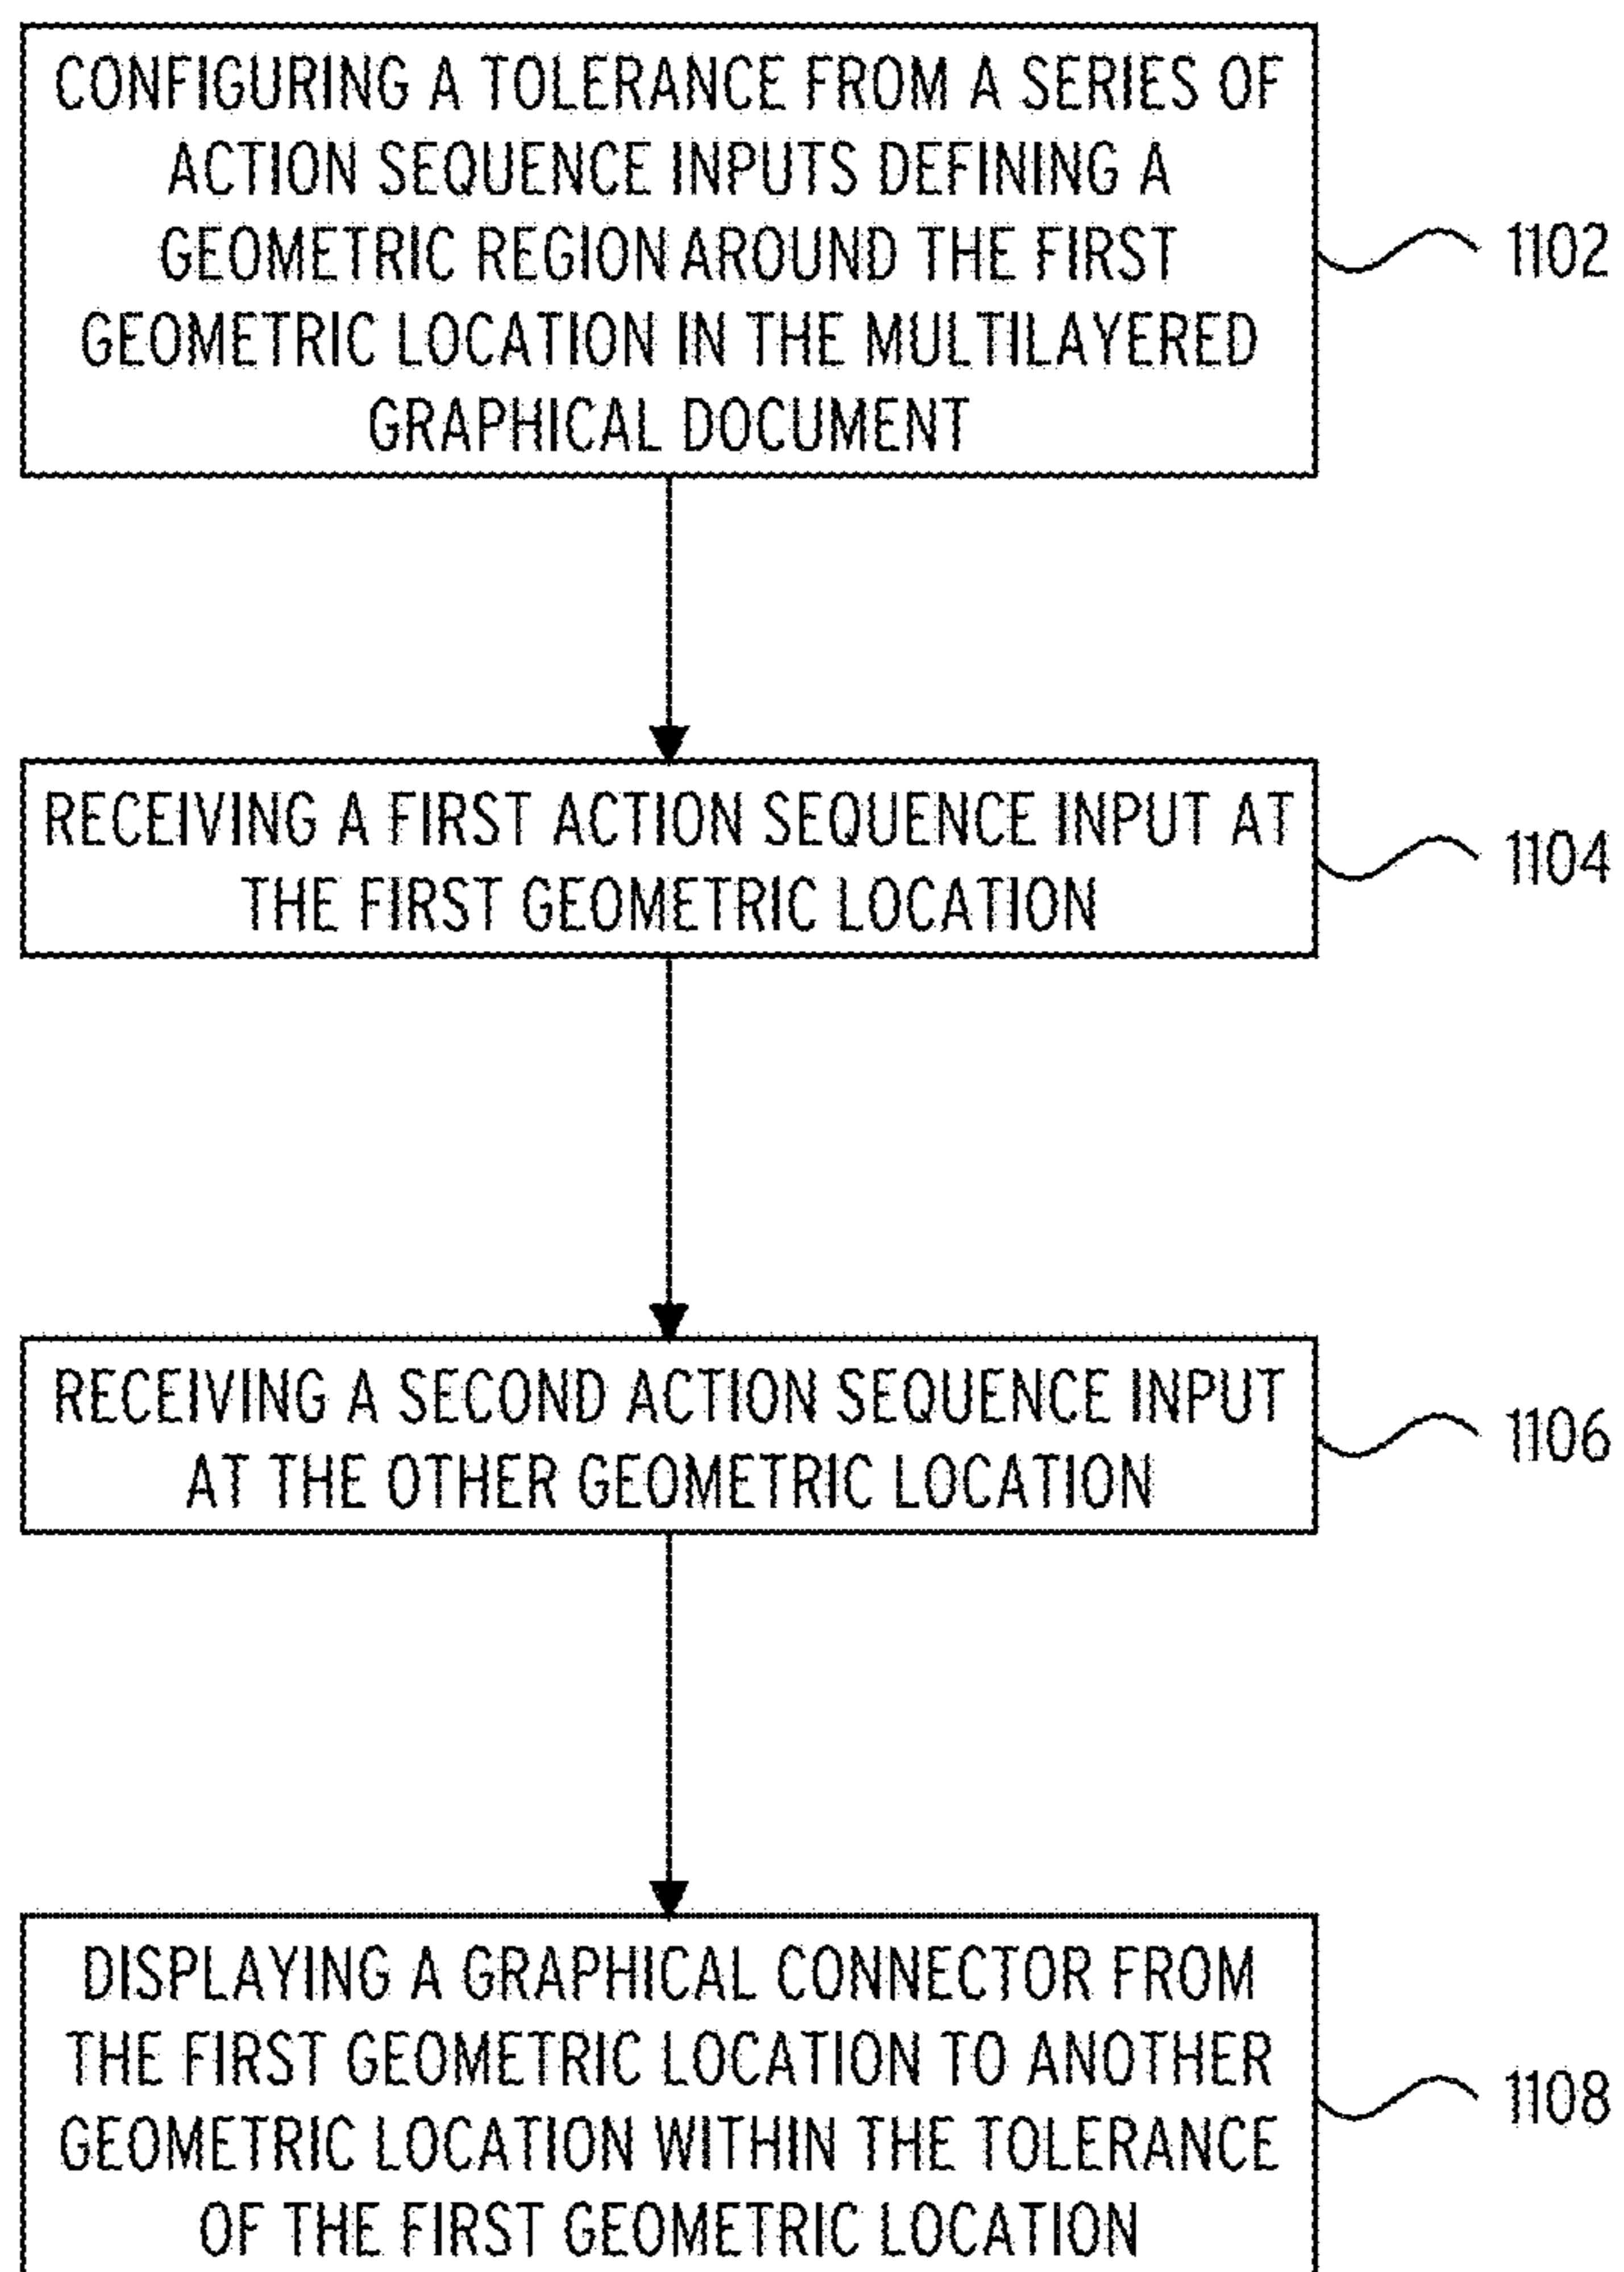 CONFIGURING A TOLERANCE FROM A SERIES OF
ACTION SEQUENCE INPUTS DEFINING A
GEOMETRIC REGION AROUND THE FIRST
GEOMETRIC LOCATION IN THE MULTILAYERED
GRAPHICAL DOCUMENT
1102
RECEIVING A FIRST ACTION SEQUENCE INPUT AT
THE FIRST GEOMETRIC LOCATION
1104
RECEIVING A SECOND ACTION SEQUENCE INPUT
AT THE OTHER GEOMETRIC LOCATION
1106
DISPLAYING A GRAPHICAL CONNECTOR FROM
THE FIRST GEOMETRIC LOCATION TO ANOTHER
GEOMETRIC LOCATION WITHIN THE TOLERANCE
OF THE FIRST GEOMETRIC LOCATION
1108